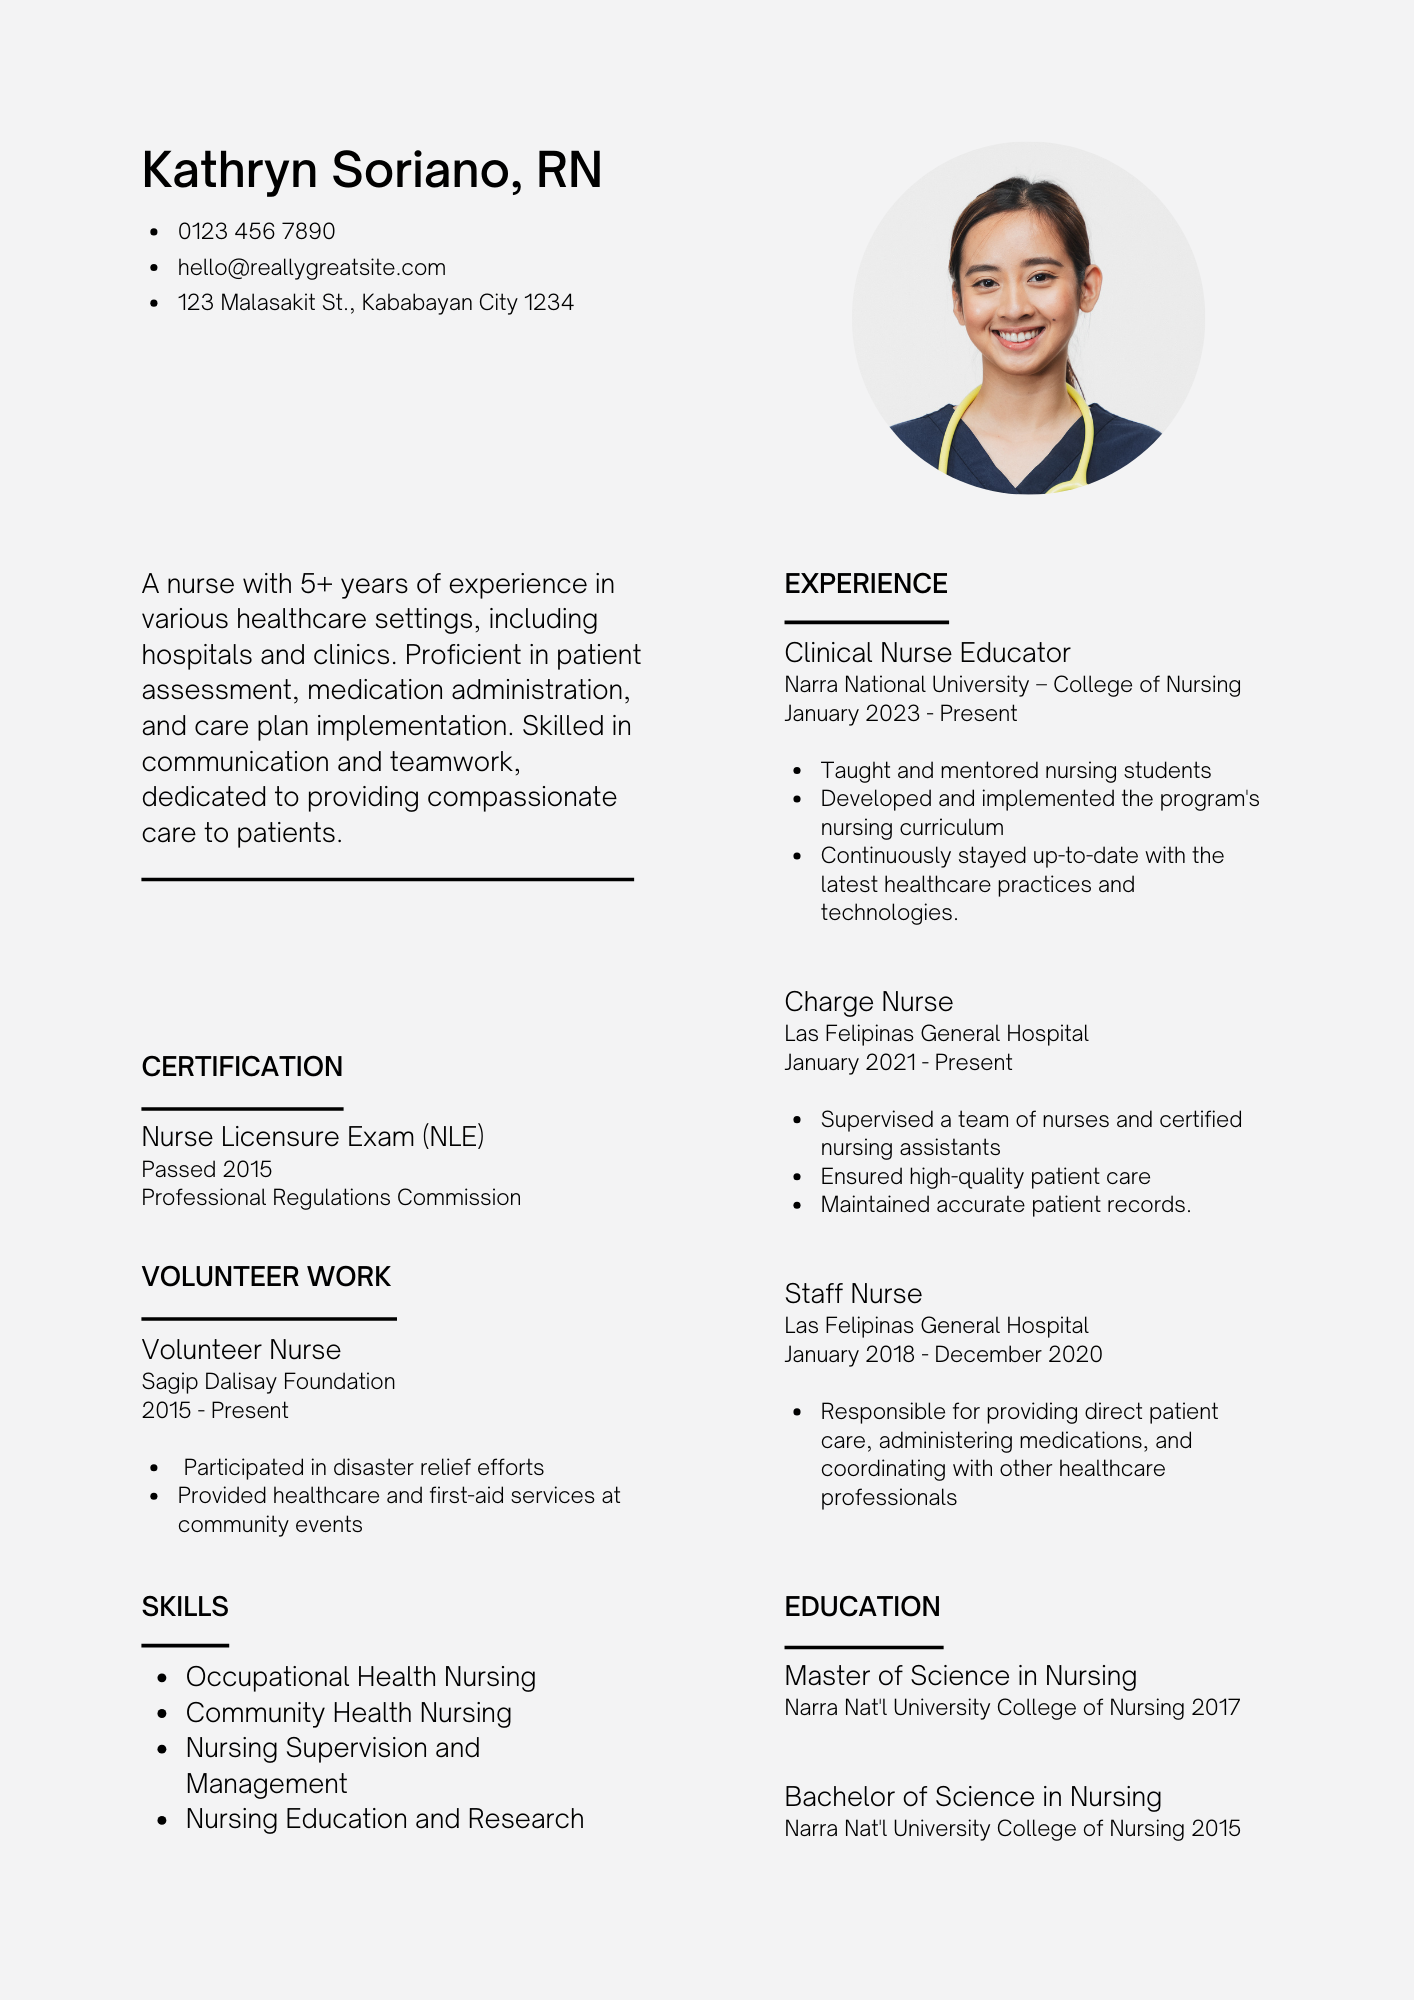 Kathryn Soriano, RN
• 0123 456 7890
• hello@reallygreatsite.com
• 123 Malasakit St., Kababayan City 1234
A nurse with 5+ years of experience in
various healthcare settings, including
hospitals and clinics. Proficient in patient
assessment, medication administration,
and care plan implementation. Skilled in
communication and teamwork,
dedicated to providing compassionate
care to patients.
CERTIFICATION
Nurse Licensure Exam (NLE)
Passed 2015
Professional Regulations Commission
VOLUNTEER WORK
Volunteer Nurse
Sagip Dalisay Foundation
2015 - Present
• Participated in disaster relief efforts
• Provided healthcare and first-aid services at
community events
SKILLS
• Occupational Health Nursing
• Community Health Nursing
• Nursing Supervision and
Management
• Nursing Education and Research
EXPERIENCE
Clinical Nurse Educator
Narra National University – College of Nursing
January 2023 - Present
• Taught and mentored nursing students
• Developed and implemented the program's
nursing curriculum
• Continuously stayed up-to-date with the
latest healthcare practices and
technologies.
Charge Nurse
Las Felipinas General Hospital
January 2021 - Present
• Supervised a team of nurses and certified
nursing assistants
• Ensured high-quality patient care
• Maintained accurate patient records.
Staff Nurse
Las Felipinas General Hospital
January 2018 - December 2020
• Responsible for providing direct patient
care, administering medications, and
coordinating with other healthcare
professionals
EDUCATION
Master of Science in Nursing
Narra Nat'l University College of Nursing 2017
Bachelor of Science in Nursing
Narra Nat'l University College of Nursing 2015